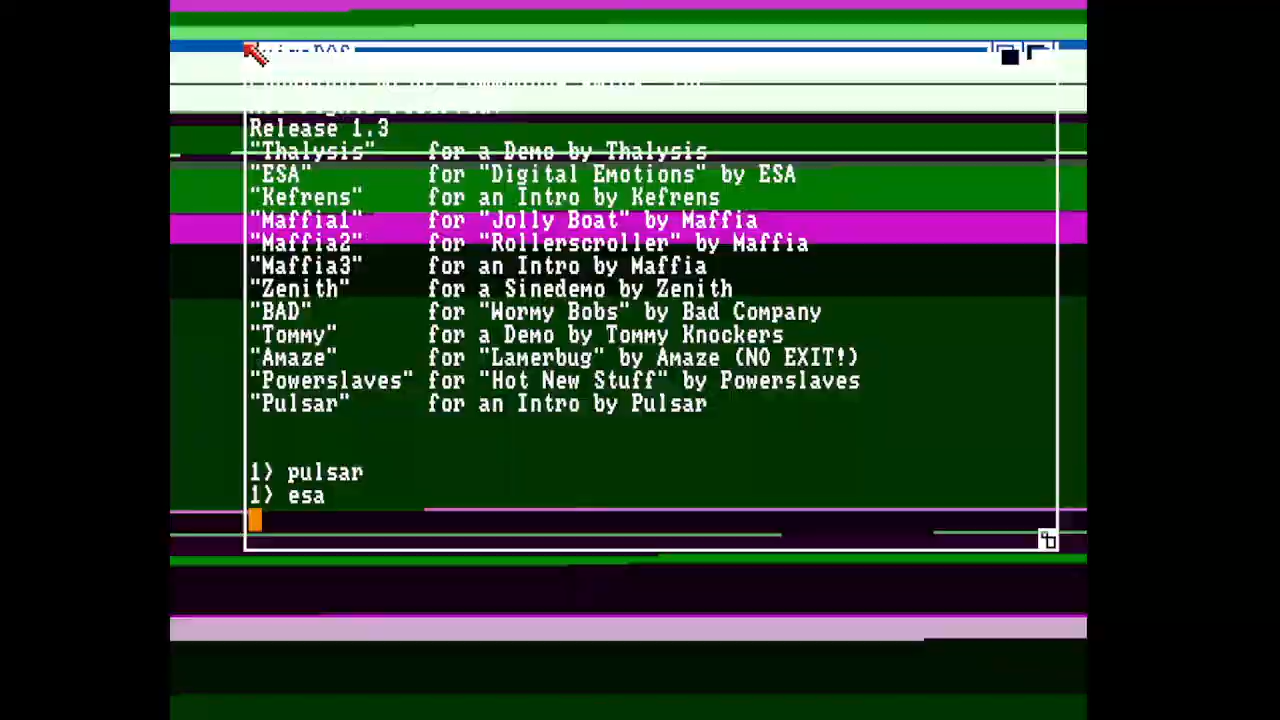 AmigaDOS
Release 1.3
"Thalysis" for a Demo by Thalysis
"ESA" for "Digital Emotions" by ESA
"Kefrens" for an Intro by Kefrens
"Maffia1" for "Jolly Boat" by Maffia
"Maffia2" for "Rollerscroller" by Maffia
"Maffia3" for an Intro by Maffia
"Zenith" for a Sinedemo by Zenith
"BAD" for "Wormy Bobs" by Bad Company
"Tommy" for a Demo by Tommy Knockers
"Amaze" for "Lamerbug" by Amaze (NO EXIT!)
"Powerslaves" for "Hot New Stuff" by Powerslaves
"Pulsar" for an Intro by Pulsar
1> pulsar
1> esa